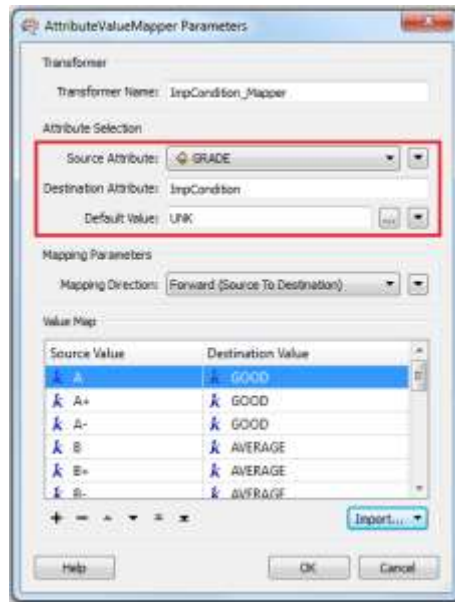 AttributeValueMapper Parameters
Transformer
Transformer Name: ImpCondition_Mapper
Attribute Selection
Source Attribute: GRADE
Destination Attribute: ImpCondition
Default Value: UNK ...
Mapping Parameters
Mapping Direction: Forward (Source To Destination)
Value Map
Source Value Destination Value
A GOOD
A+ GOOD
A- GOOD
B AVERAGE
B+ AVERAGE
B- AVERAGE
Import...
Help OK Cancel